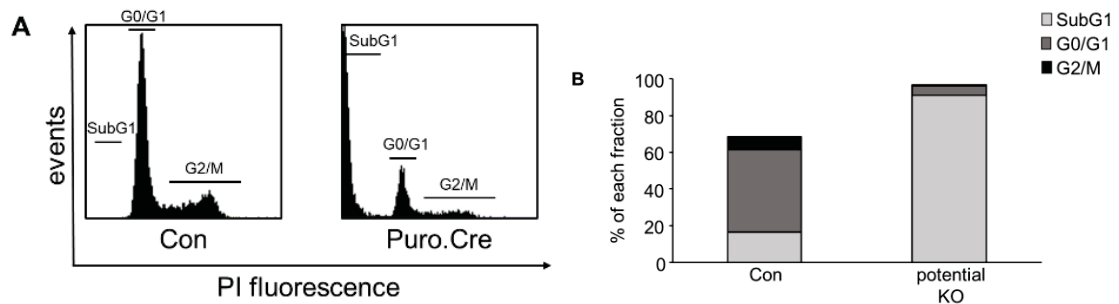 A
events
G0/G1
SubG1
G2/M
Con
SubG1
G0/G1
G2/M
Puro.Cre
PI fluorescence
B
SubG1
G0/G1
G2/M
% of each fraction
100
80
60
40
20
0
Con
potential
KO